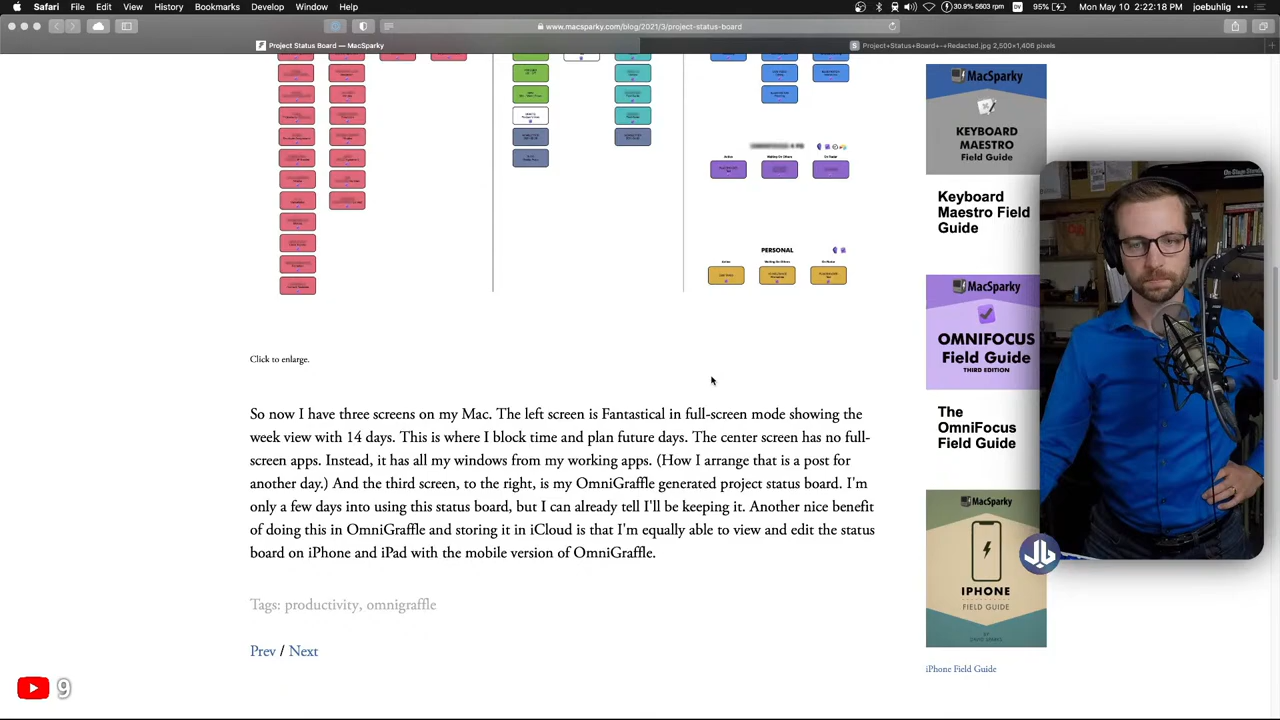 Safari File Edit View History Bookmarks Develop Window Help
30.9% 5603 rpm 95% Mon May 10 2:22:18 PM joebuhlig
www.macsparky.com/blog/2021/3/project-status-board
Project Status Board — MacSparky
Project+Status+Board+-+Redacted.jpg 2,500×1,406 pixels
PERSONAL
Click to enlarge.
So now I have three screens on my Mac. The left screen is Fantastical in full-screen mode showing the
week view with 14 days. This is where I block time and plan future days. The center screen has no full-
screen apps. Instead, it has all my windows from my working apps. (How I arrange that is a post for
another day.) And the third screen, to the right, is my OmniGraffle generated project status board. I'm
only a few days into using this status board, but I can already tell I'll be keeping it. Another nice benefit
of doing this in OmniGraffle and storing it in iCloud is that I'm equally able to view and edit the status
board on iPhone and iPad with the mobile version of OmniGraffle.
Tags: productivity, omnigraffle
Prev / Next
MacSparky
KEYBOARD
MAESTRO
Field Guide
Keyboard
Maestro Field
Guide
MacSparky
OMNIFOCUS
Field Guide
THIRD EDITION
The
OmniFocus
Field Guide
MacSparky
IPHONE
FIELD GUIDE
BY
DAVID SPARKS
iPhone Field Guide
9